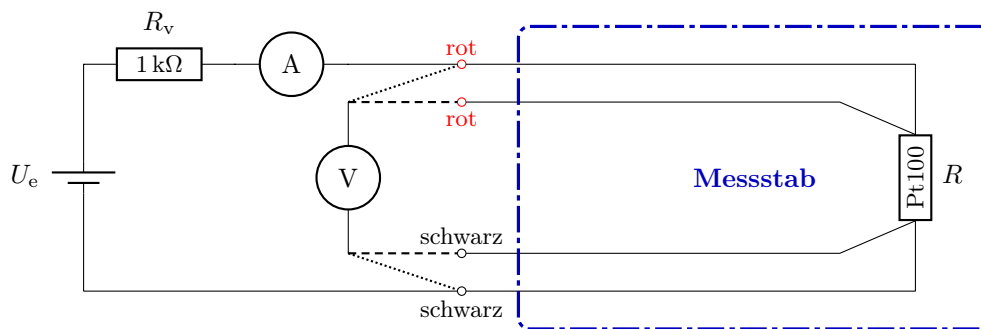 R_v
1 kΩ
A
rot
rot
U_e
V
Messstab
Pt100
R
schwarz
schwarz